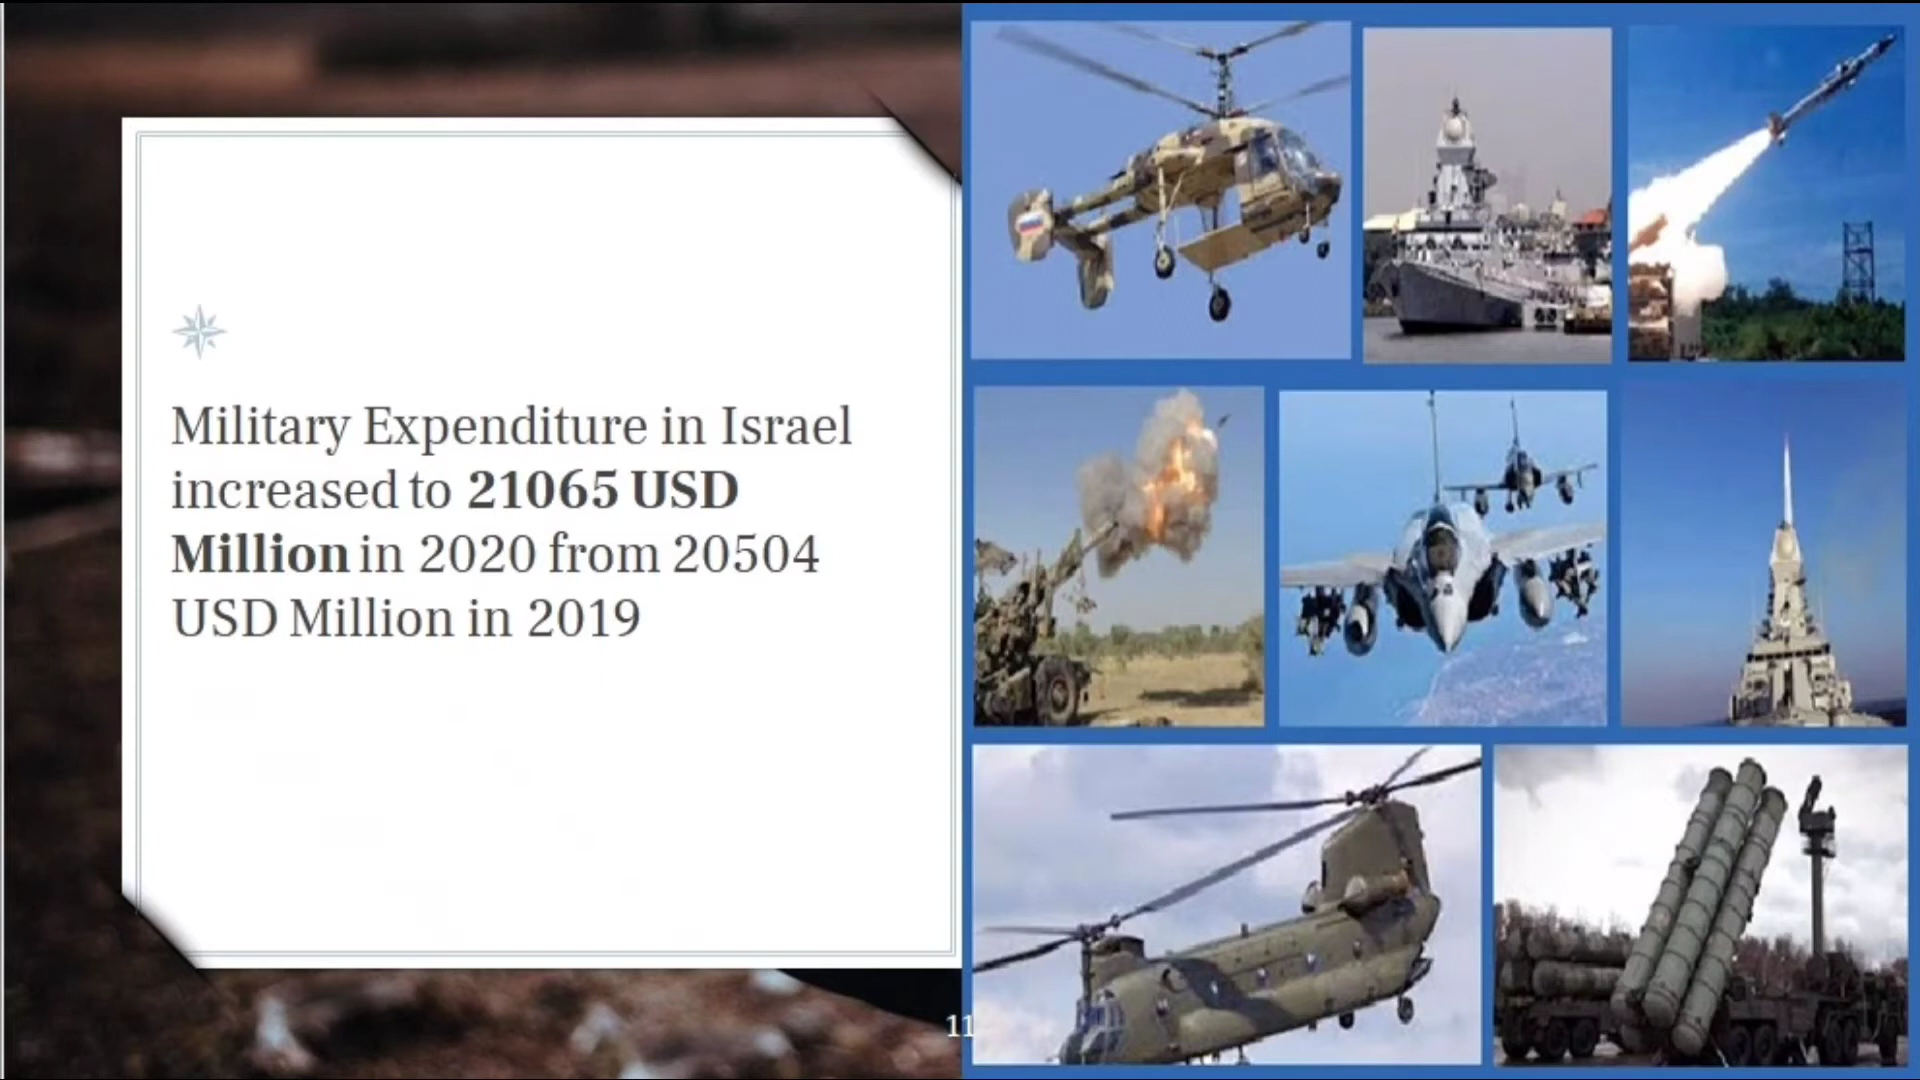 Military Expenditure in Israel
increased to 21065 USD
Million in 2020 from 20504
USD Million in 2019
11